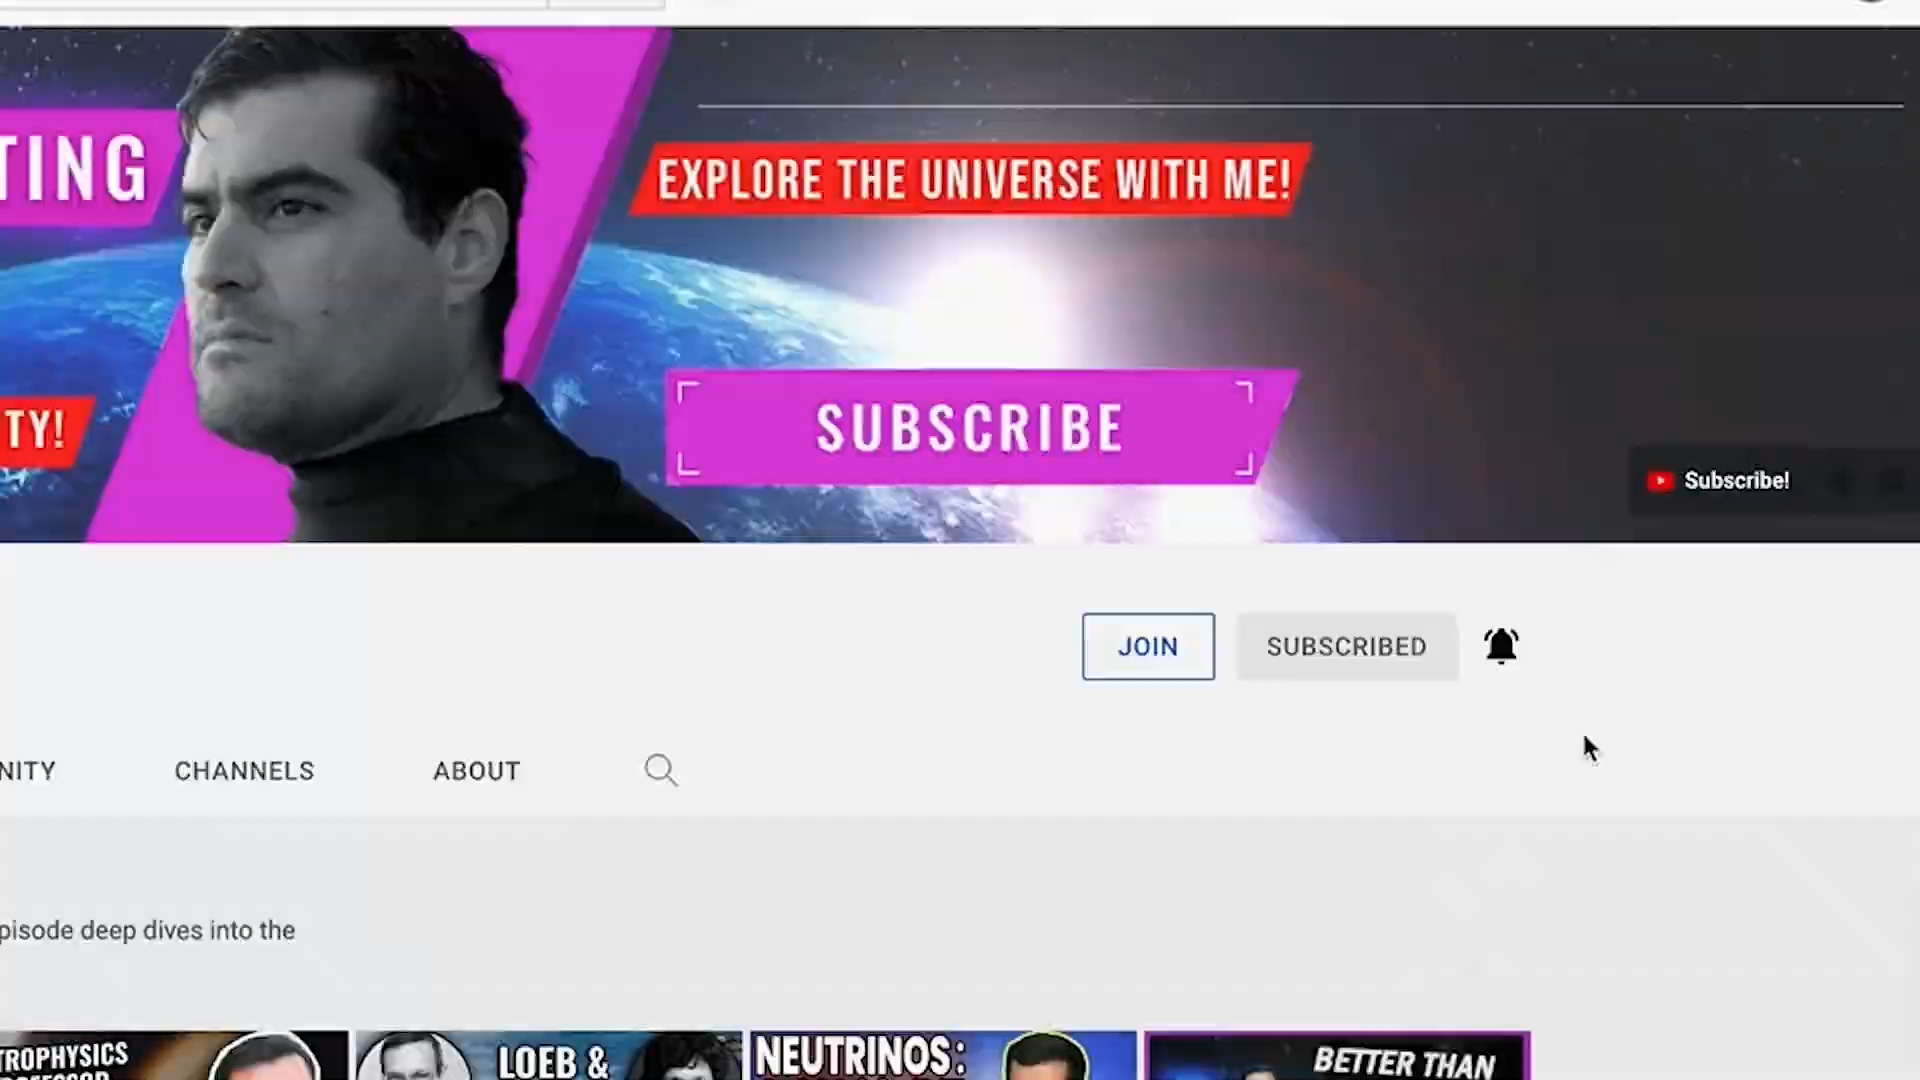 TING
EXPLORE THE UNIVERSE WITH ME!
TY!
SUBSCRIBE
Subscribe!
JOIN
SUBSCRIBED
NITY
CHANNELS
ABOUT
pisode deep dives into the
TROPHYSICS
LOEB &
NEUTRINOS:
BETTER THAN